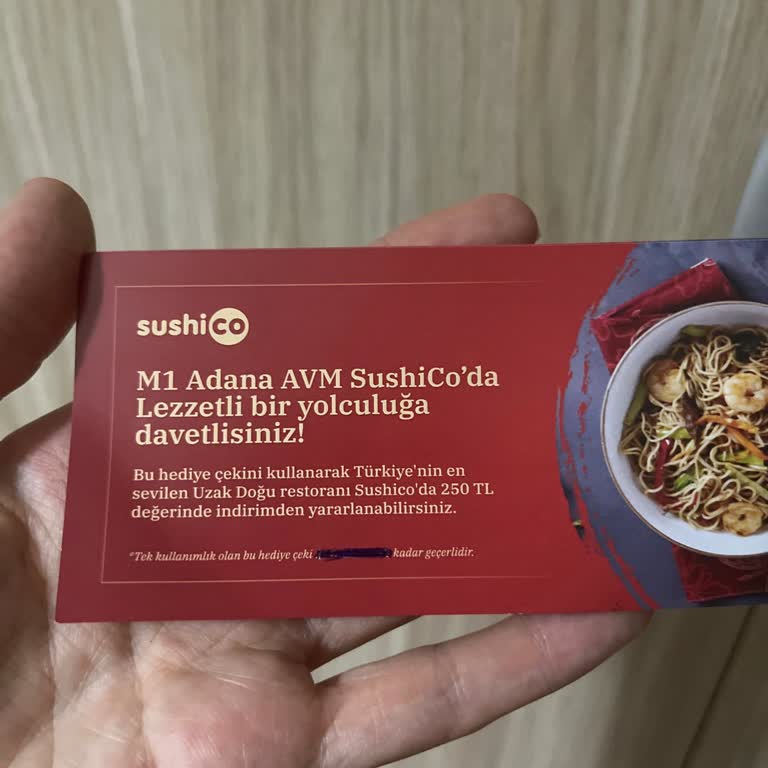 sushico
M1 Adana AVM SushiCo'da
Lezzetli bir yolculuğa
davetlisiniz!
Bu hediye çekini kullanarak Türkiye'nin en
sevilen Uzak Doğu restoranı Sushico'da 250 TL
değerinde indirimden yararlanabilirsiniz.
*Tek kullanımlık olan bu hediye çeki kadar geçerlidir.